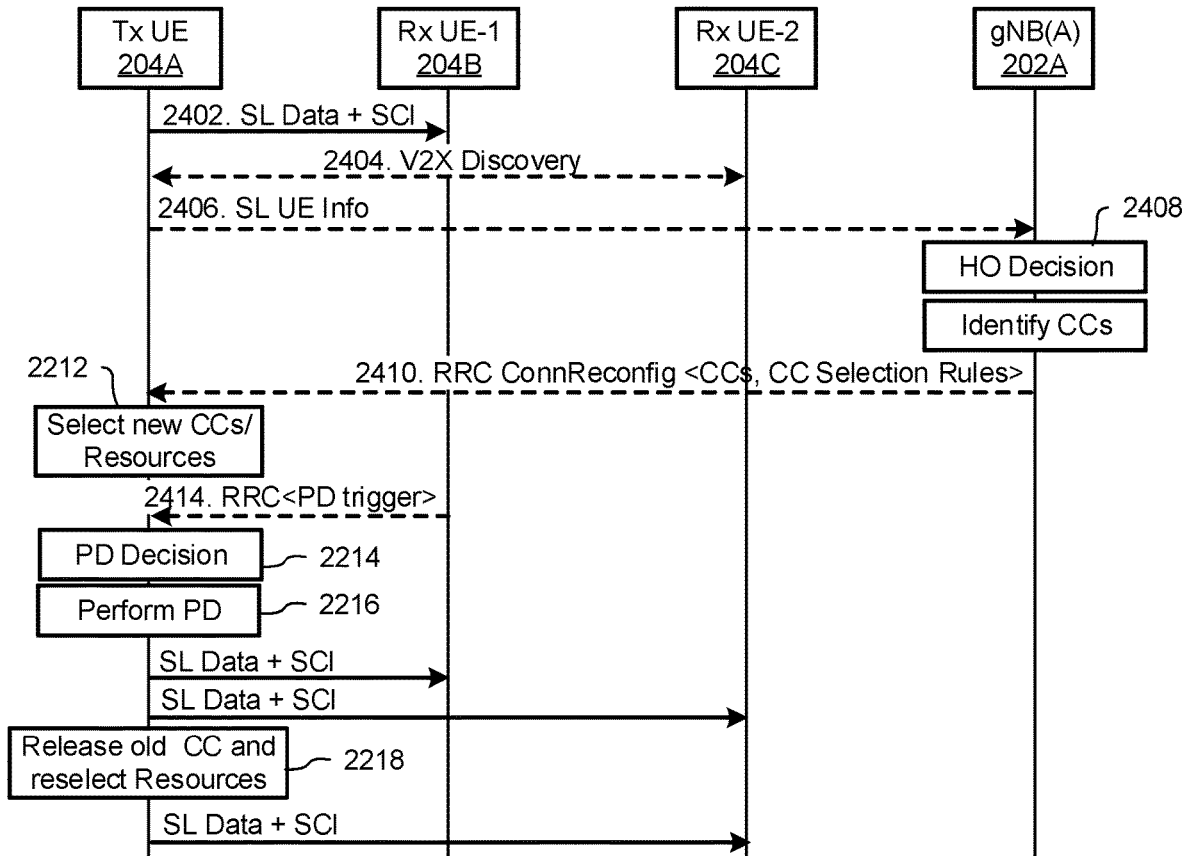 Tx UE
204A
Rx UE-1
204B
Rx UE-2
204C
gNB(A)
202A
2402. SL Data + SCI
2404. V2X Discovery
2406. SL UE Info
2408
HO Decision
Identify CCs
2410. RRC ConnReconfig <CCs, CC Selection Rules>
2212
Select new CCs/
Resources
2414. RRC<PD trigger>
PD Decision
2214
Perform PD
2216
SL Data + SCI
SL Data + SCI
Release old CC and
reselect Resources
2218
SL Data + SCI